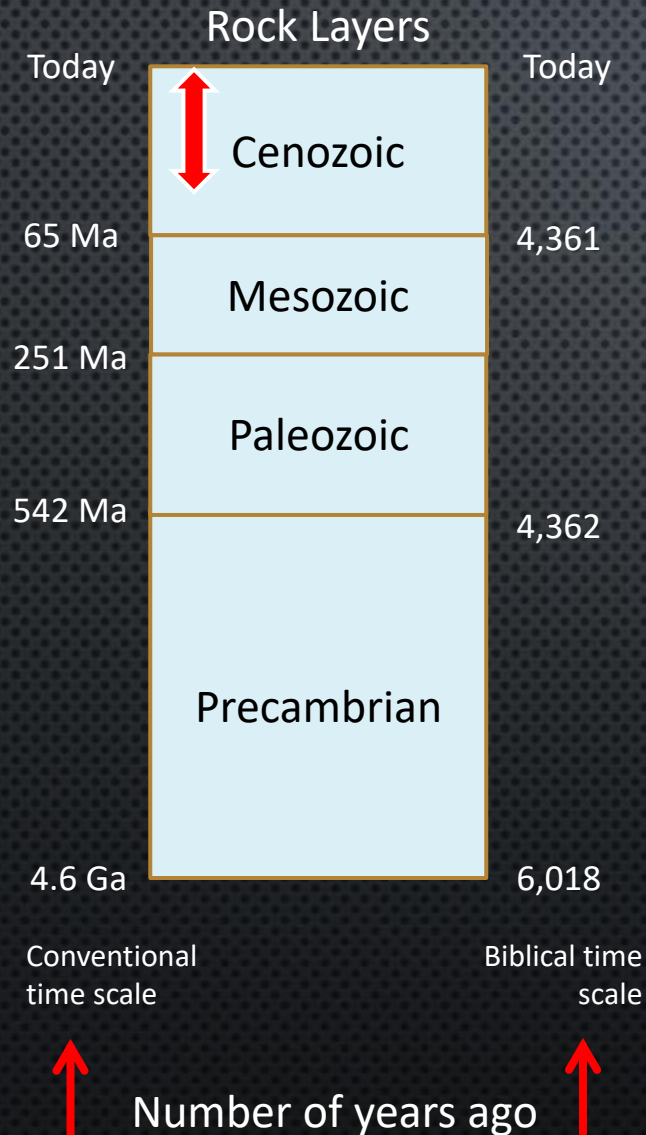 Rock Layers
Today
Today
Cenozoic
65 Ma
4,361
Mesozoic
251 Ma
Paleozoic
542 Ma
4,362
Precambrian
4.6 Ga
6,018
Conventional
time scale
Biblical time
scale
Number of years ago